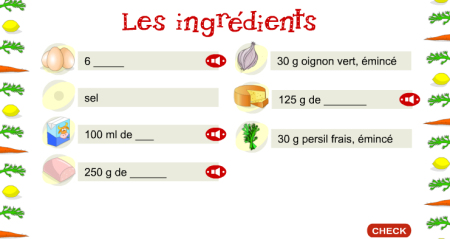 Les ingrédients
6 _____
sel
100 ml de ___
250 g de ______
30 g oignon vert, émincé
125 g de _______
30 g persil frais, émincé
CHECK